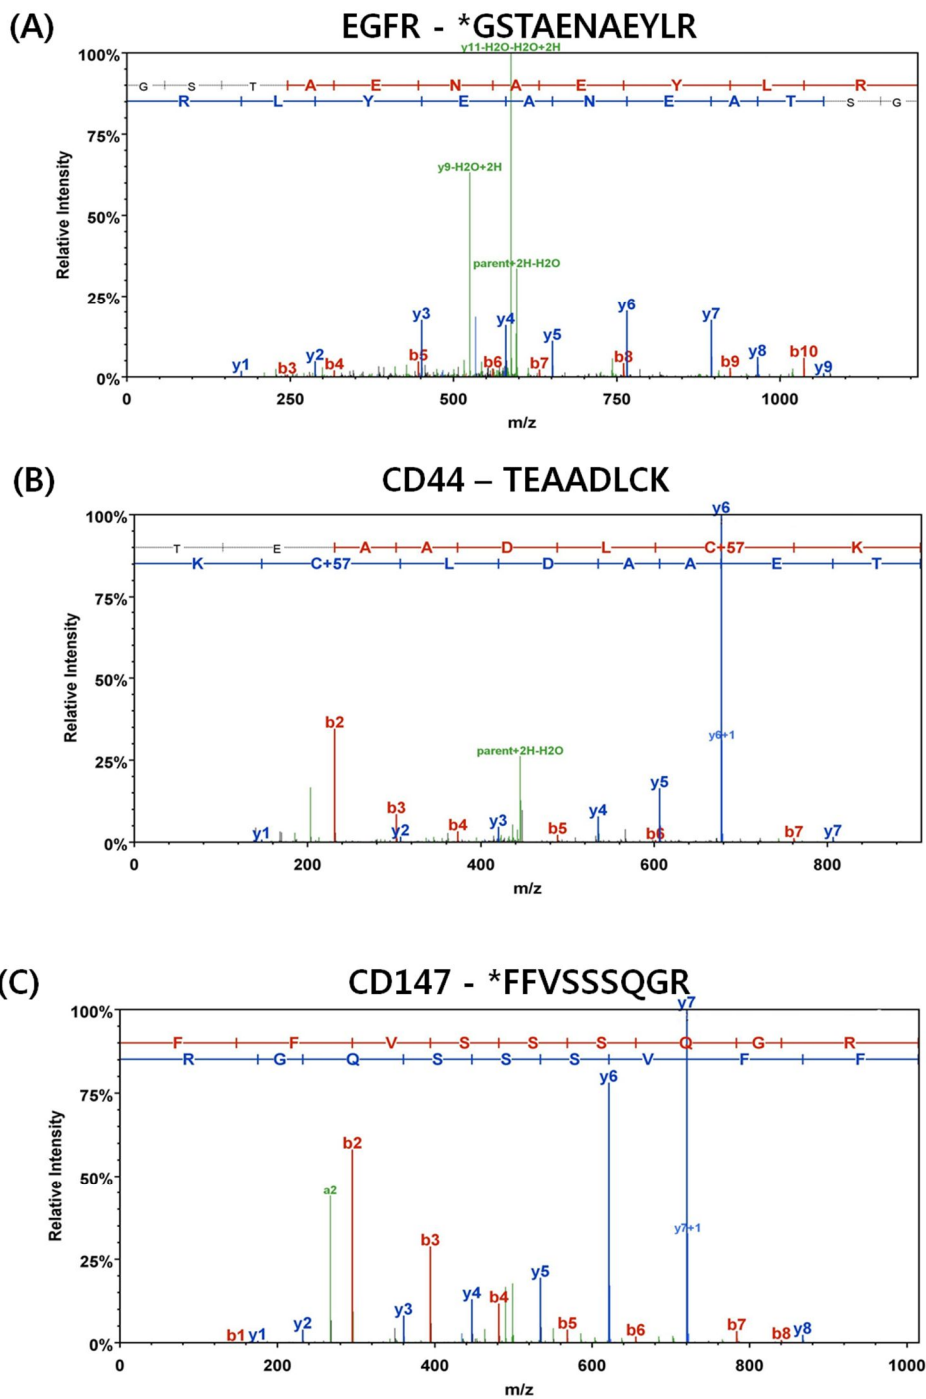 (A)
EGFR - *GSTAENAEYLR
y11-H2O-H2O+2H
100%
G S T A E N A E Y L R
R L Y E A N E A T S G
75%
y9-H2O+2H
50%
parent+2H-H2O
25%
y1 b3 y2 b4 b5 y3 b6 y4 b7 y5 b8 y6 y7 b9 y8 b10 y9
0%
0 250 500 750 1000
m/z
Relative Intensity
(B)
CD44 – TEAADLCK
y6
100%
T E A A D L C+57 K
K C+57 L D A A E T
75%
50%
b2
y6+1
parent+2H-H2O
25%
y1 b3 y2 b4 y3 b5 y4 b6 y5 b7 y7
0%
0 200 400 600 800
m/z
Relative Intensity
(C)
CD147 - *FFVSSSQGR
y7
100%
F F V S S S Q G R
R G Q S S S V F F
y6
75%
b2
50%
a2
b3
y7+1
25%
b1 y1 y2 y3 y4 b4 y5 b5 b6 b7 b8 y8
0%
0 200 400 600 800 1000
m/z
Relative Intensity